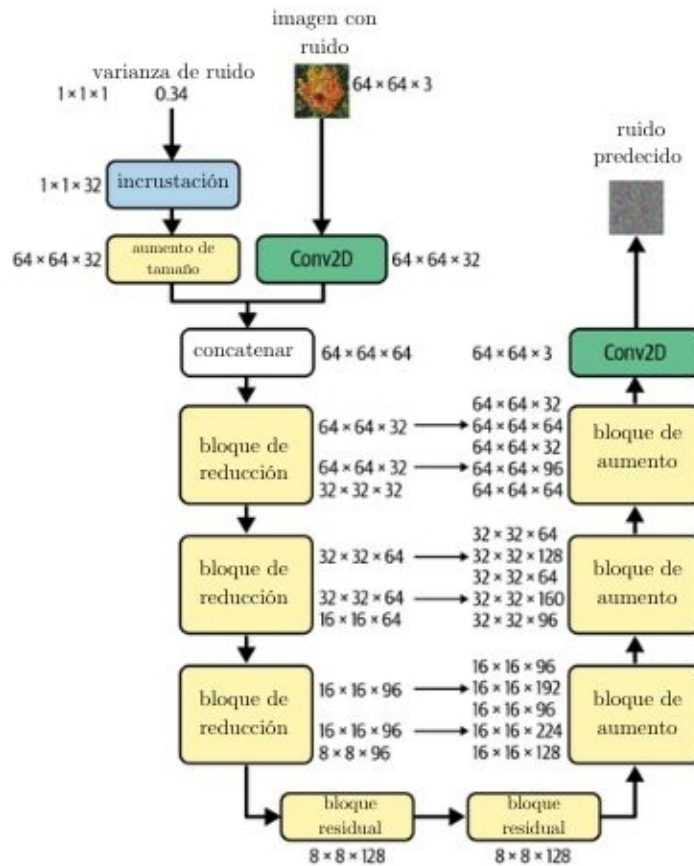 imagen con
ruido
varianza de ruido
1 × 1 × 1
0.34
64 × 64 × 3
ruido
predecido
1 × 1 × 32
incrustación
64 × 64 × 32
aumento de
tamaño
Conv2D
64 × 64 × 32
concatenar
64 × 64 × 64
64 × 64 × 3
Conv2D
bloque de
reducción
64 × 64 × 32
64 × 64 × 32
32 × 32 × 32
64 × 64 × 32
64 × 64 × 64
64 × 64 × 32
64 × 64 × 96
64 × 64 × 64
bloque de
aumento
bloque de
reducción
32 × 32 × 64
32 × 32 × 64
16 × 16 × 64
32 × 32 × 64
32 × 32 × 128
32 × 32 × 64
32 × 32 × 160
32 × 32 × 96
bloque de
aumento
bloque de
reducción
16 × 16 × 96
16 × 16 × 96
8 × 8 × 96
16 × 16 × 96
16 × 16 × 192
16 × 16 × 96
16 × 16 × 224
16 × 16 × 128
bloque de
aumento
bloque
residual
8 × 8 × 128
bloque
residual
8 × 8 × 128